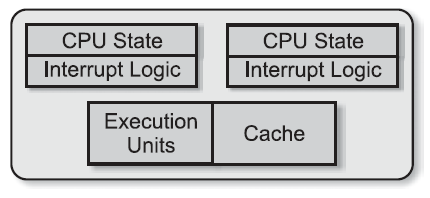 CPU State
Interrupt Logic
CPU State
Interrupt Logic
Execution
Units
Cache